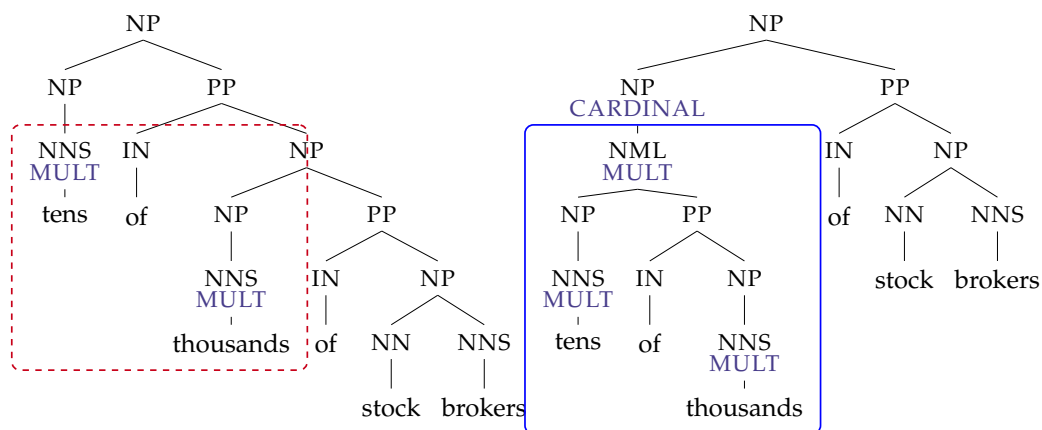 NP NP
NP PP NP PP
CARDINAL
NNS IN NP NML IN NP
MULT MULT
tens of NP PP NP PP of NN NNS
NNS IN NP NNS IN NP stock brokers
MULT MULT
thousands of NN NNS tens of NNS
MULT
stock brokers thousands